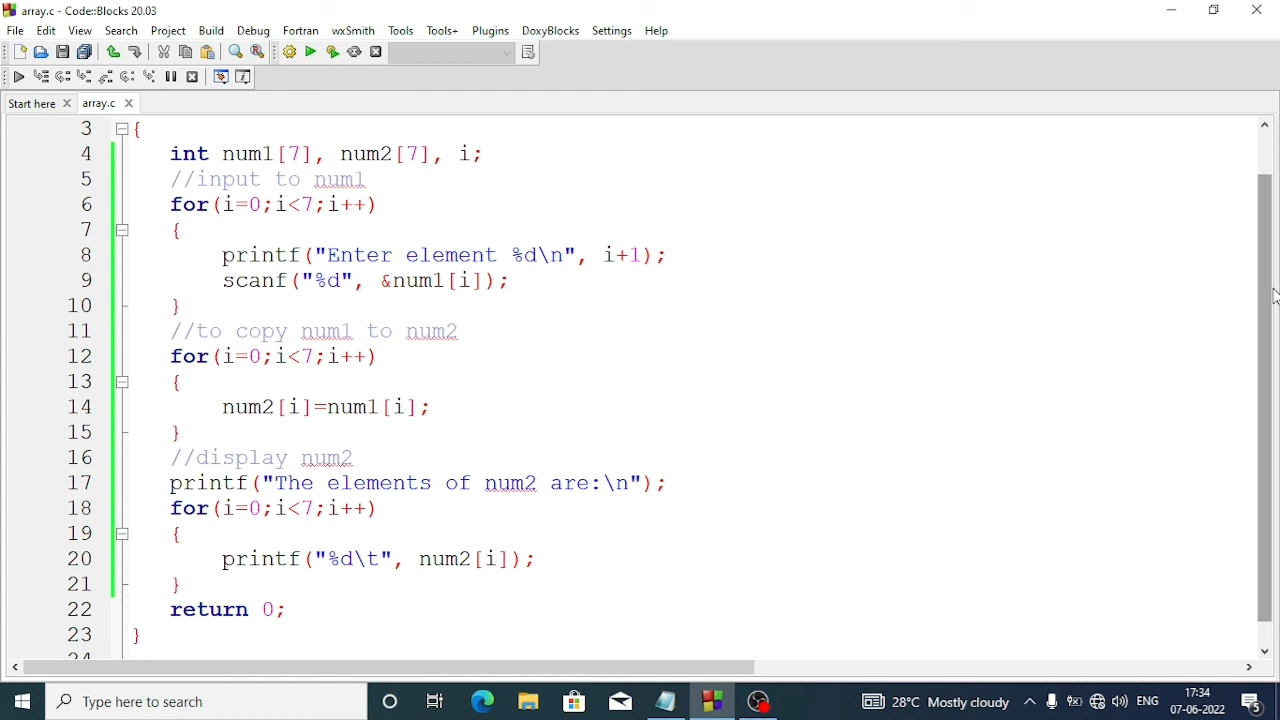 array.c - Code::Blocks 20.03
File Edit View Search Project Build Debug Fortran wxSmith Tools Tools+ Plugins DoxyBlocks Settings Help
Start here array.c
3 {
4 int num1[7], num2[7], i;
5 //input to num1
6 for(i=0;i<7;i++)
7 {
8 printf("Enter element %d\n", i+1);
9 scanf("%d", &num1[i]);
10 }
11 //to copy num1 to num2
12 for(i=0;i<7;i++)
13 {
14 num2[i]=num1[i];
15 }
16 //display num2
17 printf("The elements of num2 are:\n");
18 for(i=0;i<7;i++)
19 {
20 printf("%d\t", num2[i]);
21 }
22 return 0;
23 }
24
Type here to search 28°C Mostly cloudy ENG 17:34
07-06-2022 5